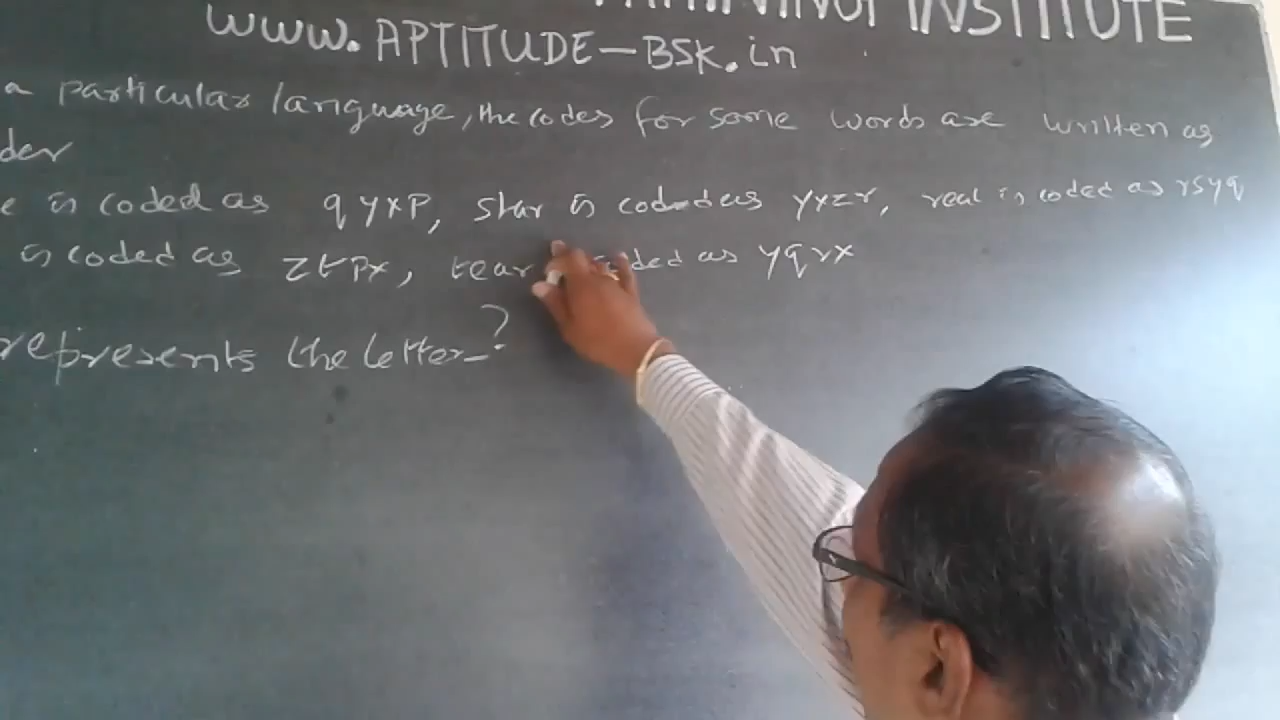 INSTITUTE
WWW.APTITUDE-BSK.in
a particular language, the codes for some words are written as
der
e is coded as qyxp, star is coded as yxzr, real is coded as rsyq
is coded as ztpx, tear coded as yqrx
represents the letter-?